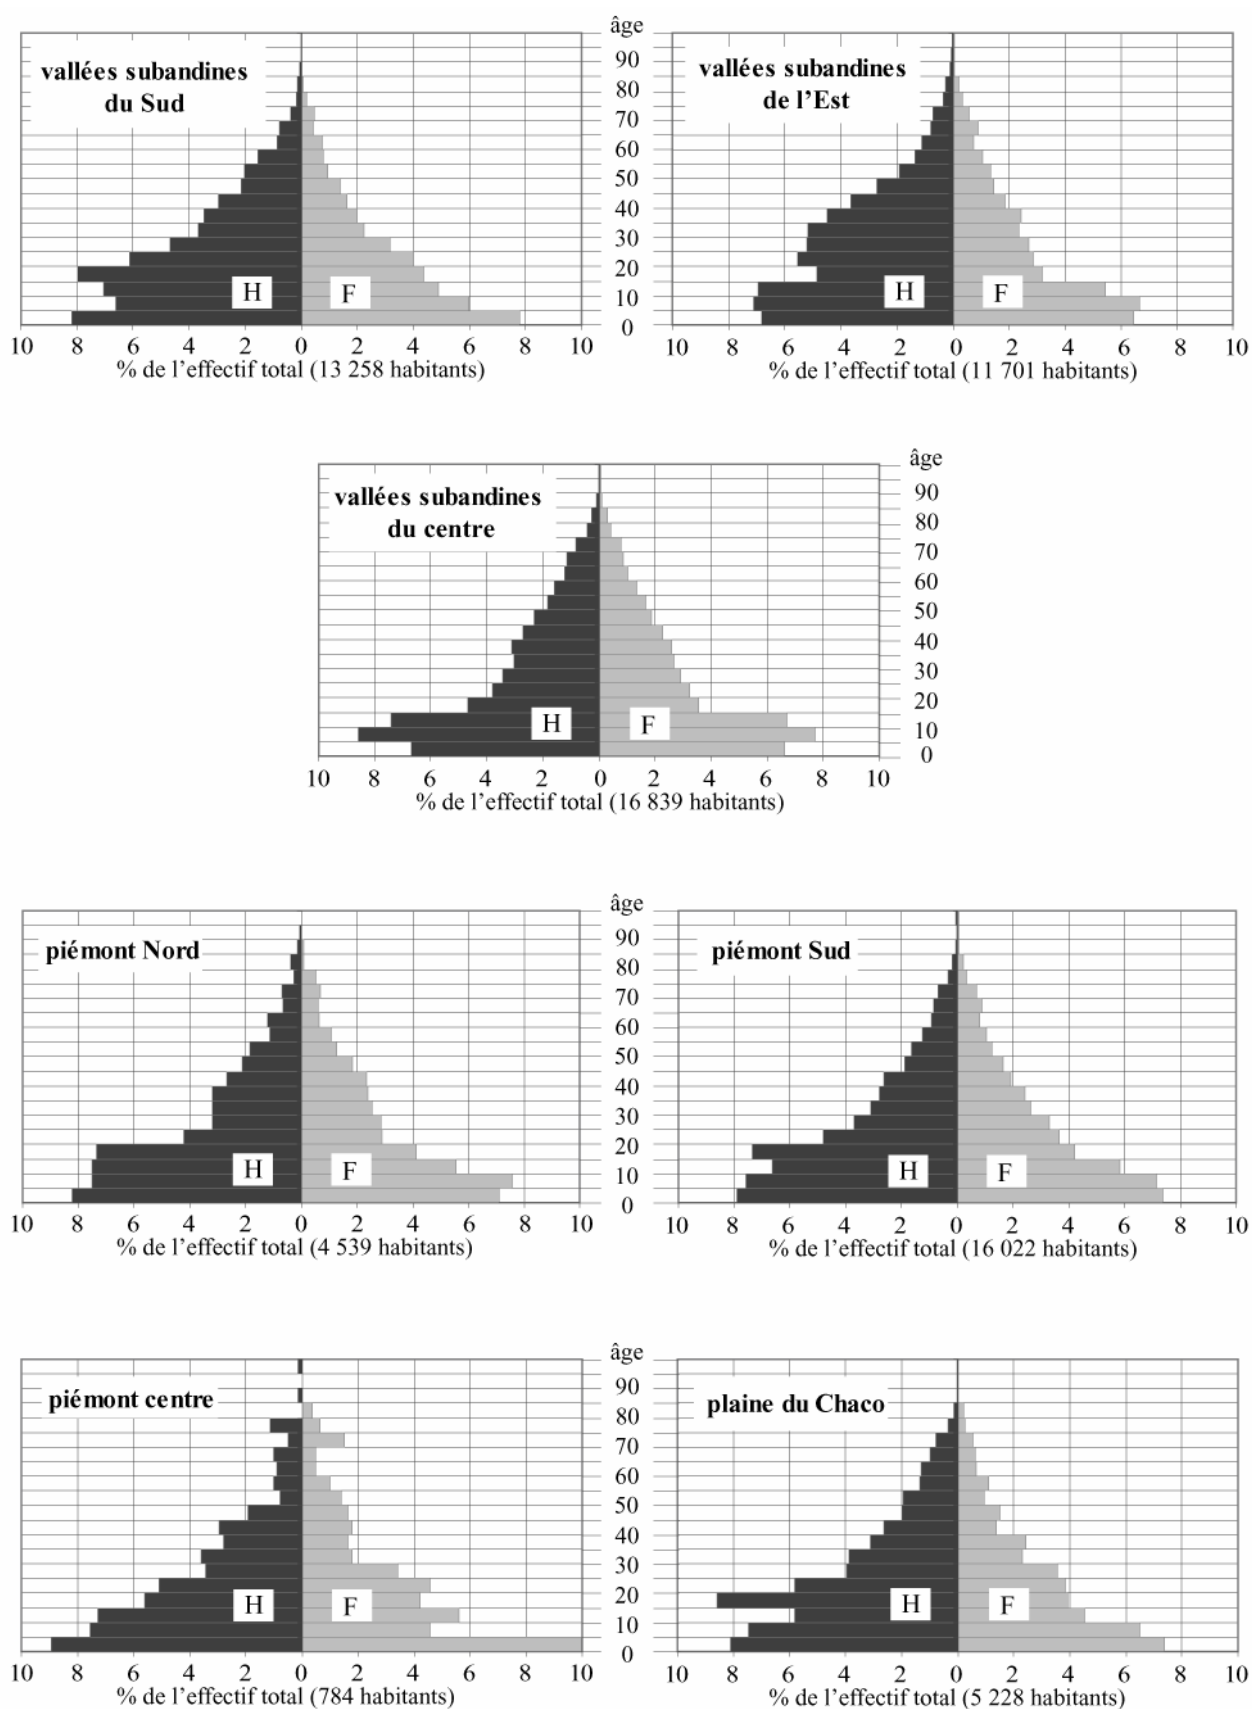 âge
vallées subandines
du Sud
90
80
70
60
50
40
30
20
10
0
H
F
10 8 6 4 2 0 2 4 6 8 10
% de l'effectif total (13 258 habitants)
vallées subandines
de l'Est
H
F
10 8 6 4 2 0 2 4 6 8 10
% de l'effectif total (11 701 habitants)
âge
vallées subandines
du centre
90
80
70
60
50
40
30
20
10
0
H
F
10 8 6 4 2 0 2 4 6 8 10
% de l'effectif total (16 839 habitants)
âge
piémont Nord
90
80
70
60
50
40
30
20
10
0
H
F
10 8 6 4 2 0 2 4 6 8 10
% de l'effectif total (4 539 habitants)
piémont Sud
H
F
10 8 6 4 2 0 2 4 6 8 10
% de l'effectif total (16 022 habitants)
âge
piémont centre
90
80
70
60
50
40
30
20
10
0
H
F
10 8 6 4 2 0 2 4 6 8 10
% de l'effectif total (784 habitants)
plaine du Chaco
H
F
10 8 6 4 2 0 2 4 6 8 10
% de l'effectif total (5 228 habitants)